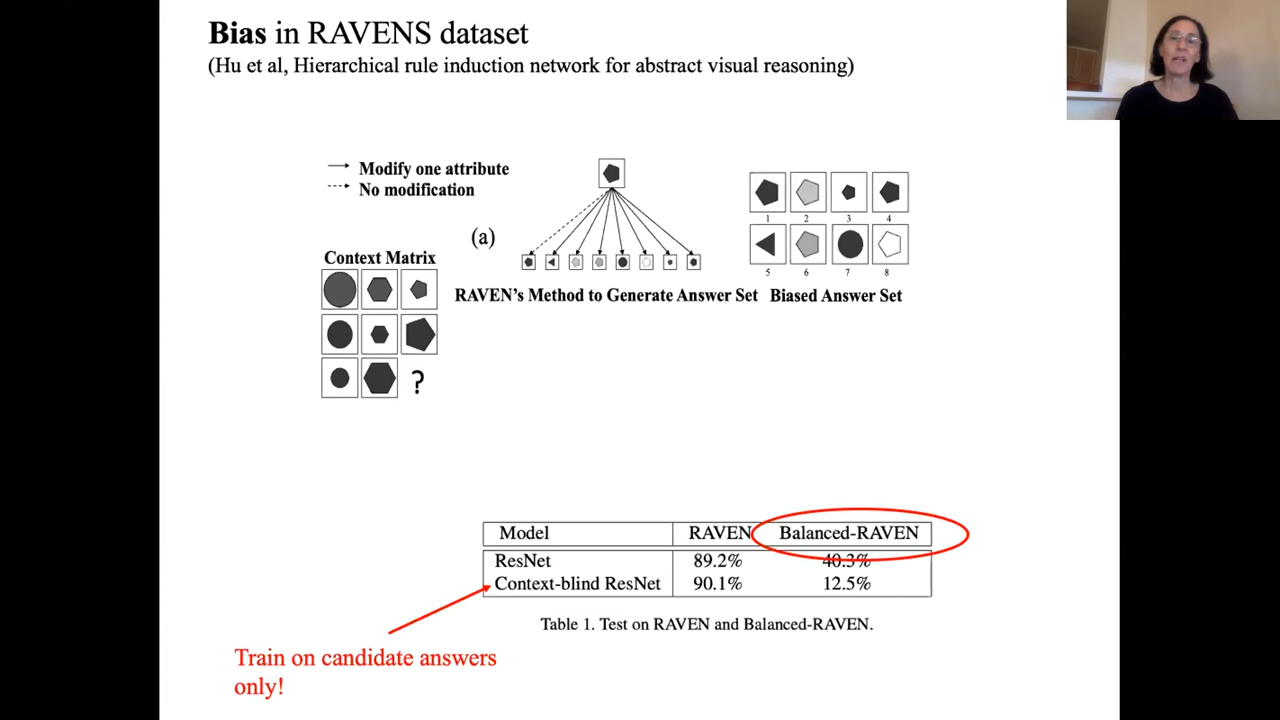 Bias in RAVENS dataset
(Hu et al, Hierarchical rule induction network for abstract visual reasoning)
Modify one attribute
No modification
(a)
Context Matrix
?
RAVEN's Method to Generate Answer Set
1 2 3 4
5 6 7 8
Biased Answer Set
Model RAVEN Balanced-RAVEN
ResNet 89.2% 40.3%
Context-blind ResNet 90.1% 12.5%
Table 1. Test on RAVEN and Balanced-RAVEN.
Train on candidate answers
only!